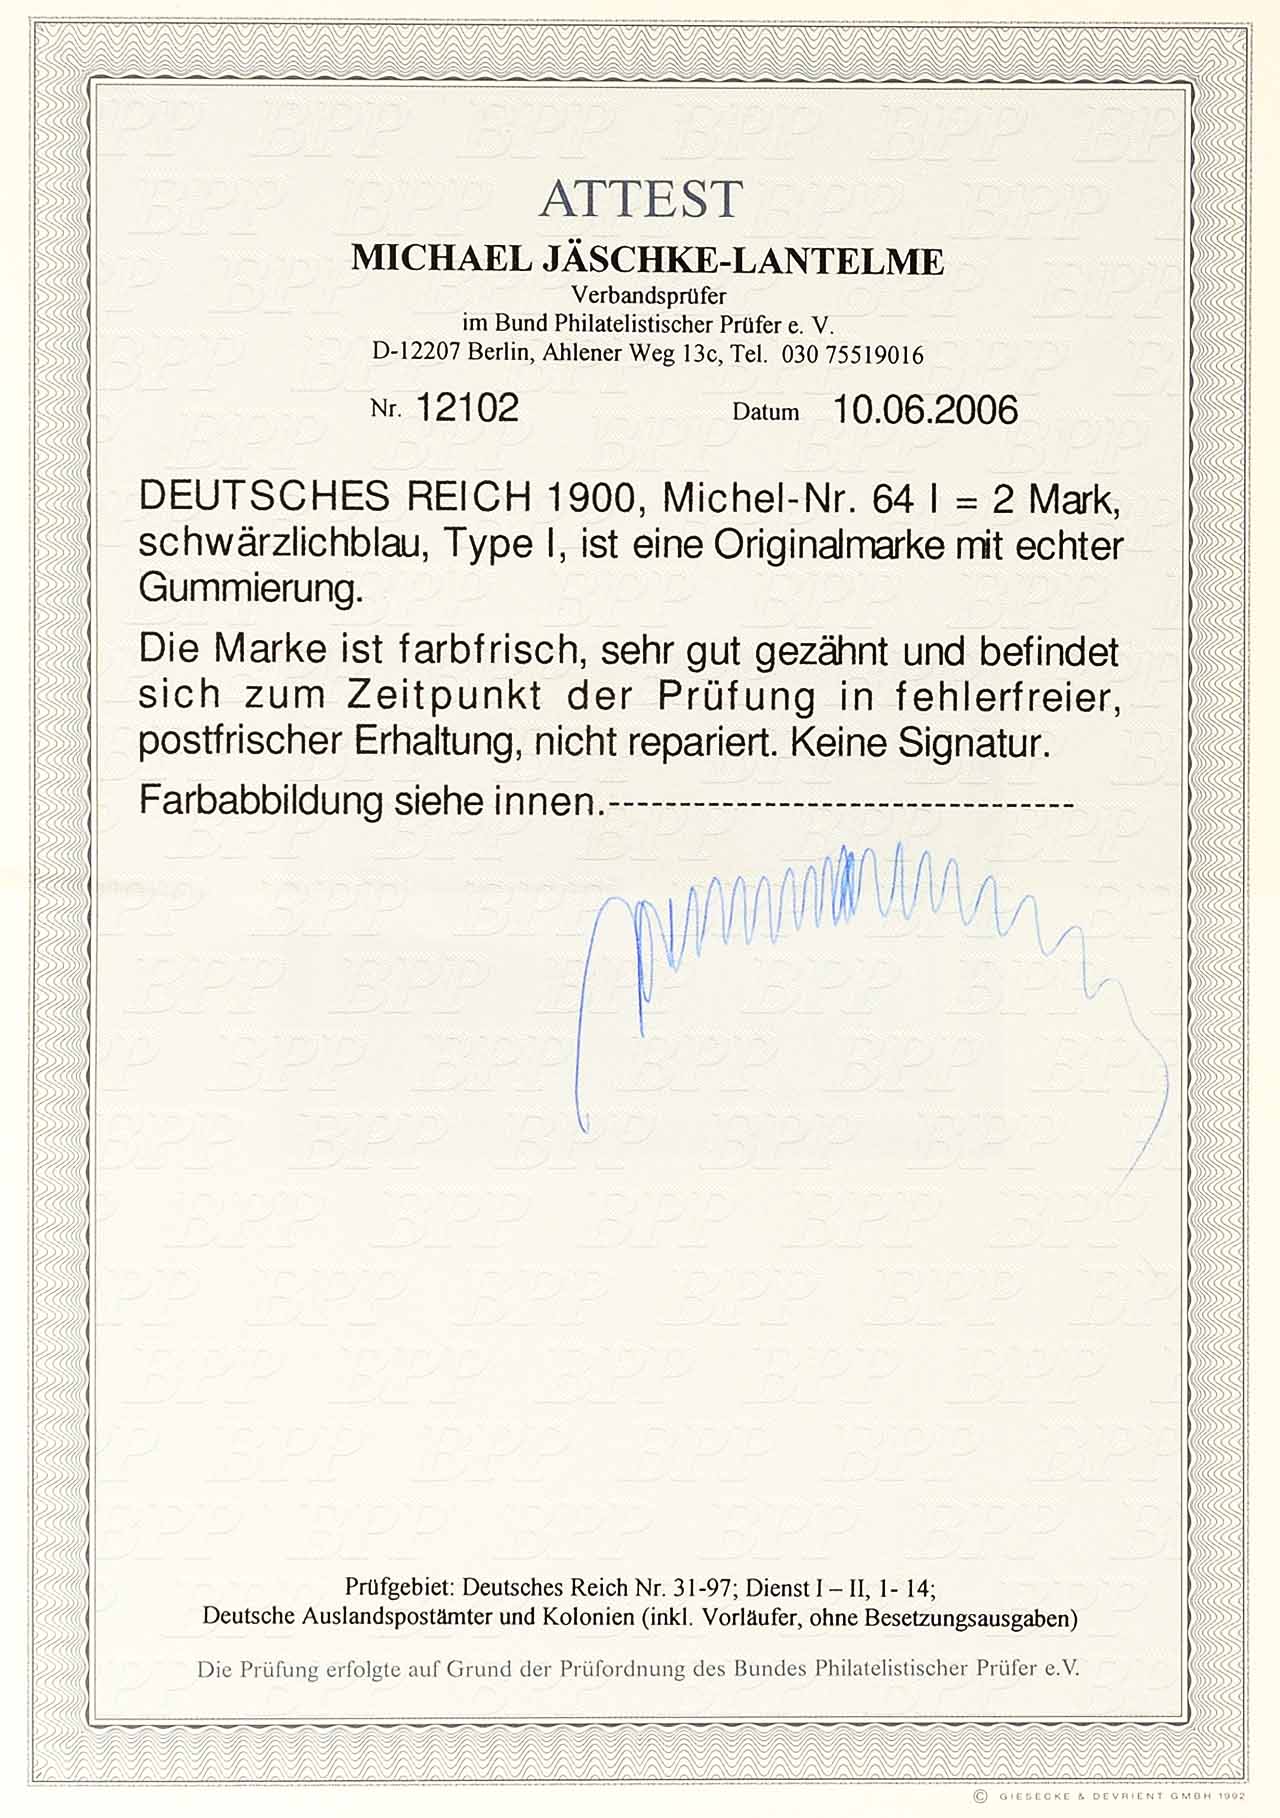 ATTEST
MICHAEL JÄSCHKE-LANTELME
Verbandsprüfer
im Bund Philatelistischer Prüfer e. V.
D-12207 Berlin, Ahlener Weg 13c, Tel. 030 75519016
Nr. 12102 Datum 10.06.2006
DEUTSCHES REICH 1900, Michel-Nr. 64 I = 2 Mark,
schwärzlichblau, Type I, ist eine Originalmarke mit echter
Gummierung.
Die Marke ist farbfrisch, sehr gut gezähnt und befindet
sich zum Zeitpunkt der Prüfung in fehlerfreier,
postfrischer Erhaltung, nicht repariert. Keine Signatur.
Farbabbildung siehe innen.---------------------------------
Prüfgebiet: Deutsches Reich Nr. 31-97; Dienst I – II, 1- 14;
Deutsche Auslandspostämter und Kolonien (inkl. Vorläufer, ohne Besetzungsausgaben)
Die Prüfung erfolgte auf Grund der Prüfordnung des Bundes Philatelistischer Prüfer e.V.
© GIESECKE & DEVRIENT GMBH 1992